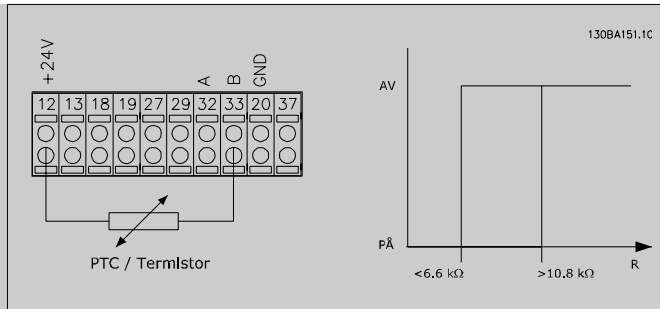 130BA151.10
+24V
A
B
GND
12 13 18 19 27 29 32 33 20 37
PTC / Termistor
AV
PÅ
<6.6 kΩ
>10.8 kΩ
R